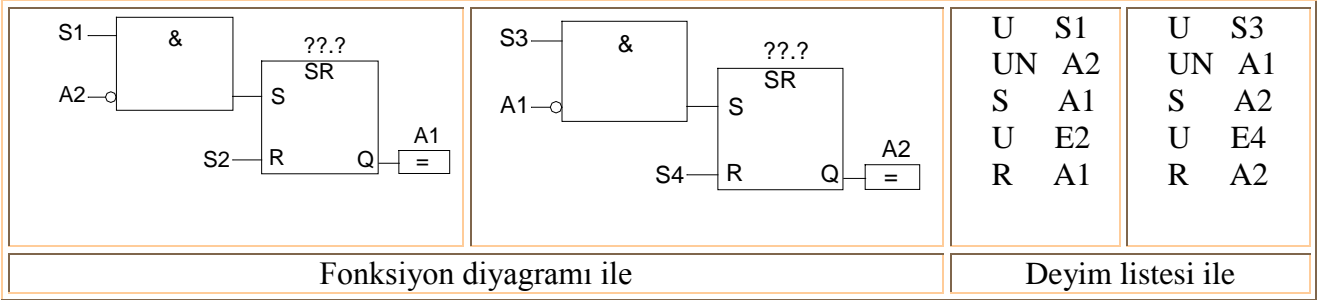 S1
&
??.?
SR
A2
S
A1
S2
R
Q
=
S3
&
??.?
SR
A1
S
A2
S4
R
Q
=
U S1
UN A2
S A1
U E2
R A1
U S3
UN A1
S A2
U E4
R A2
Fonksiyon diyagramı ile
Deyim listesi ile